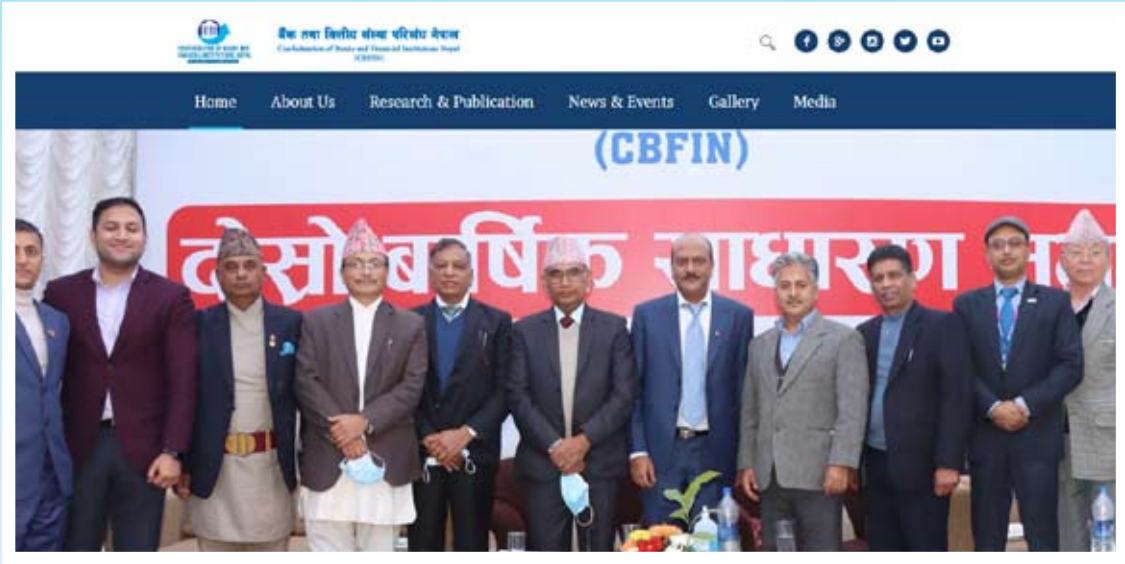 बैंक तथा वित्तीय संस्था परिसंघ नेपाल
Confederation of Banks and Financial Institutions Nepal
(CBFIN)
Home About Us Research & Publication News & Events Gallery Media
(CBFIN)
दोस्रो बार्षिक साधारण